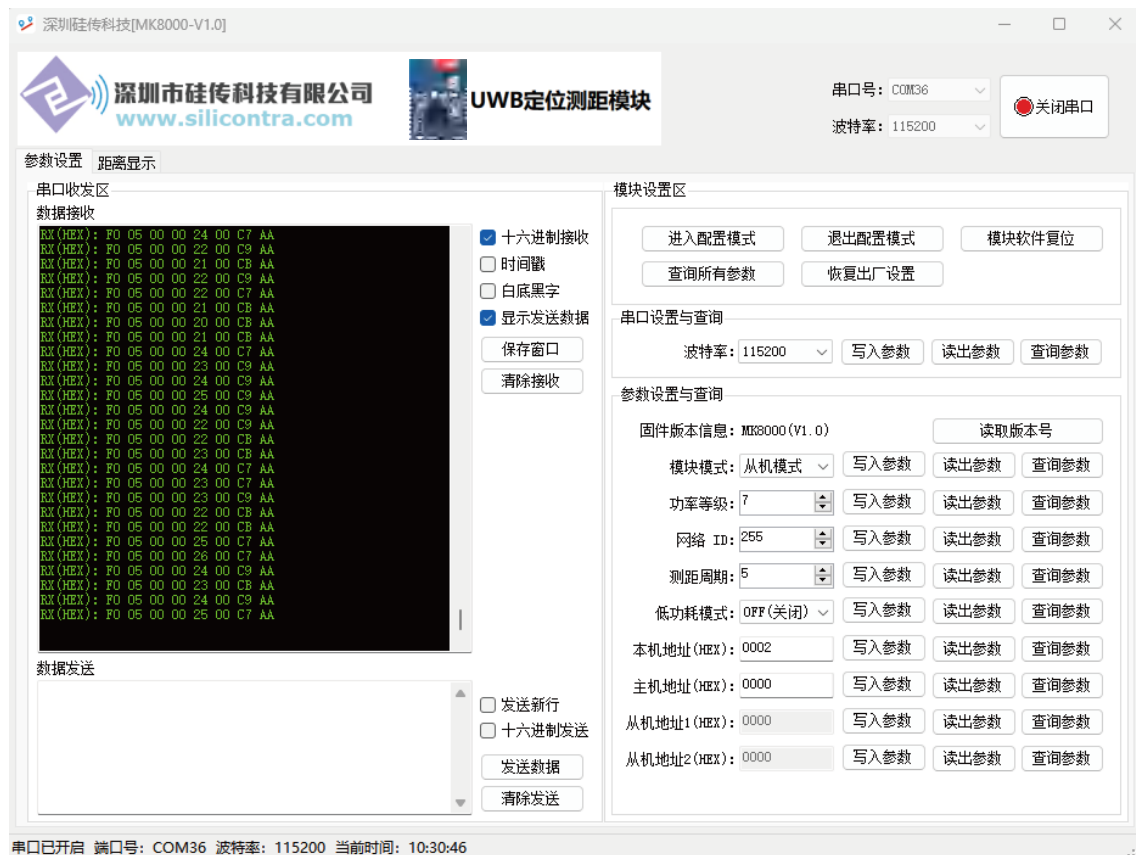 深圳硅传科技[MK8000-V1.0]
深圳市硅传科技有限公司
www.silicontra.com
UWB定位测距模块
串口号: COM36
波特率: 115200
关闭串口
参数设置 距离显示
串口收发区
数据接收
RX(HEX): F0 05 00 00 24 00 C7 AA
RX(HEX): F0 05 00 00 22 00 C9 AA
RX(HEX): F0 05 00 00 21 00 CB AA
RX(HEX): F0 05 00 00 22 00 C9 AA
RX(HEX): F0 05 00 00 22 00 C7 AA
RX(HEX): F0 05 00 00 21 00 CB AA
RX(HEX): F0 05 00 00 20 00 CB AA
RX(HEX): F0 05 00 00 21 00 CB AA
RX(HEX): F0 05 00 00 24 00 C7 AA
RX(HEX): F0 05 00 00 23 00 C9 AA
RX(HEX): F0 05 00 00 24 00 C9 AA
RX(HEX): F0 05 00 00 25 00 C9 AA
RX(HEX): F0 05 00 00 24 00 C9 AA
RX(HEX): F0 05 00 00 22 00 C9 AA
RX(HEX): F0 05 00 00 22 00 CB AA
RX(HEX): F0 05 00 00 23 00 CB AA
RX(HEX): F0 05 00 00 24 00 C7 AA
RX(HEX): F0 05 00 00 23 00 C7 AA
RX(HEX): F0 05 00 00 23 00 C9 AA
RX(HEX): F0 05 00 00 22 00 CB AA
RX(HEX): F0 05 00 00 22 00 CB AA
RX(HEX): F0 05 00 00 25 00 C7 AA
RX(HEX): F0 05 00 00 26 00 C7 AA
RX(HEX): F0 05 00 00 24 00 C9 AA
RX(HEX): F0 05 00 00 23 00 CB AA
RX(HEX): F0 05 00 00 24 00 C9 AA
RX(HEX): F0 05 00 00 25 00 C7 AA
十六进制接收
时间戳
白底黑字
显示发送数据
保存窗口
清除接收
数据发送
发送新行
十六进制发送
发送数据
清除发送
模块设置区
进入配置模式 退出配置模式 模块软件复位
查询所有参数 恢复出厂设置
串口设置与查询
波特率: 115200 写入参数 读出参数 查询参数
参数设置与查询
固件版本信息: MK8000(V1.0) 读取版本号
模块模式: 从机模式 写入参数 读出参数 查询参数
功率等级: 7 写入参数 读出参数 查询参数
网络 ID: 255 写入参数 读出参数 查询参数
测距周期: 5 写入参数 读出参数 查询参数
低功耗模式: OFF(关闭) 写入参数 读出参数 查询参数
本机地址(HEX): 0002 写入参数 读出参数 查询参数
主机地址(HEX): 0000 写入参数 读出参数 查询参数
从机地址1(HEX): 0000 写入参数 读出参数 查询参数
从机地址2(HEX): 0000 写入参数 读出参数 查询参数
串口已开启 端口号: COM36 波特率: 115200 当前时间: 10:30:46